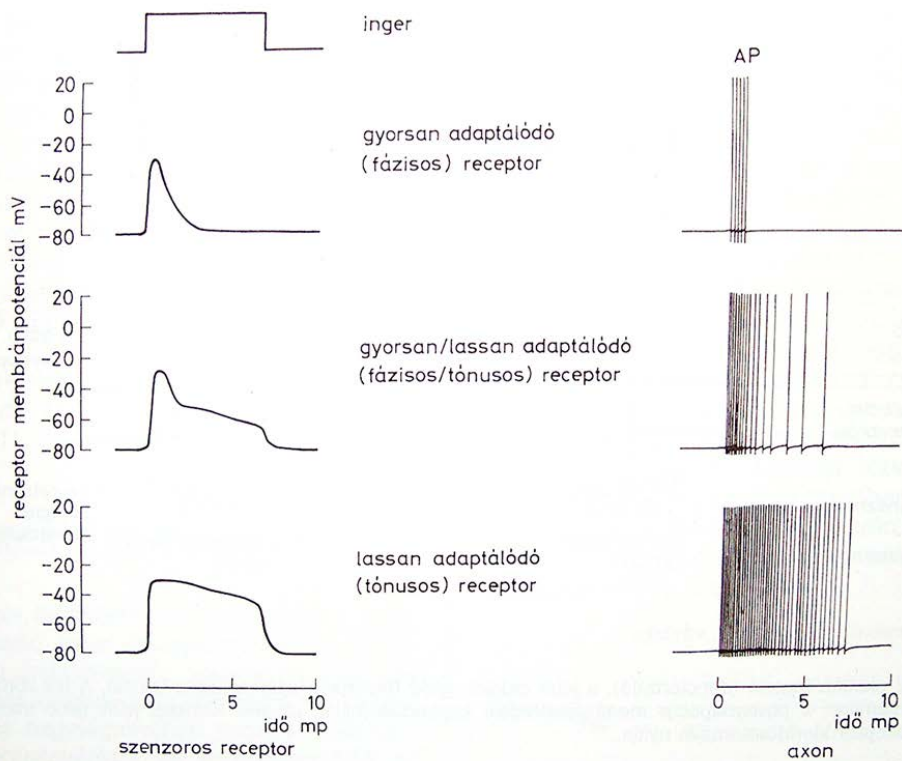 inger
AP
20
0
-20
-40
-60
-80
gyorsan adaptálódó
(fázisos) receptor
receptor membránpotenciál mV
20
0
-20
-40
-60
-80
gyorsan/lassan adaptálódó
(fázisos/tónusos) receptor
20
0
-20
-40
-60
-80
lassan adaptálódó
(tónusos) receptor
0 5 10
idő mp
szenzoros receptor
0 5 10
idő mp
axon